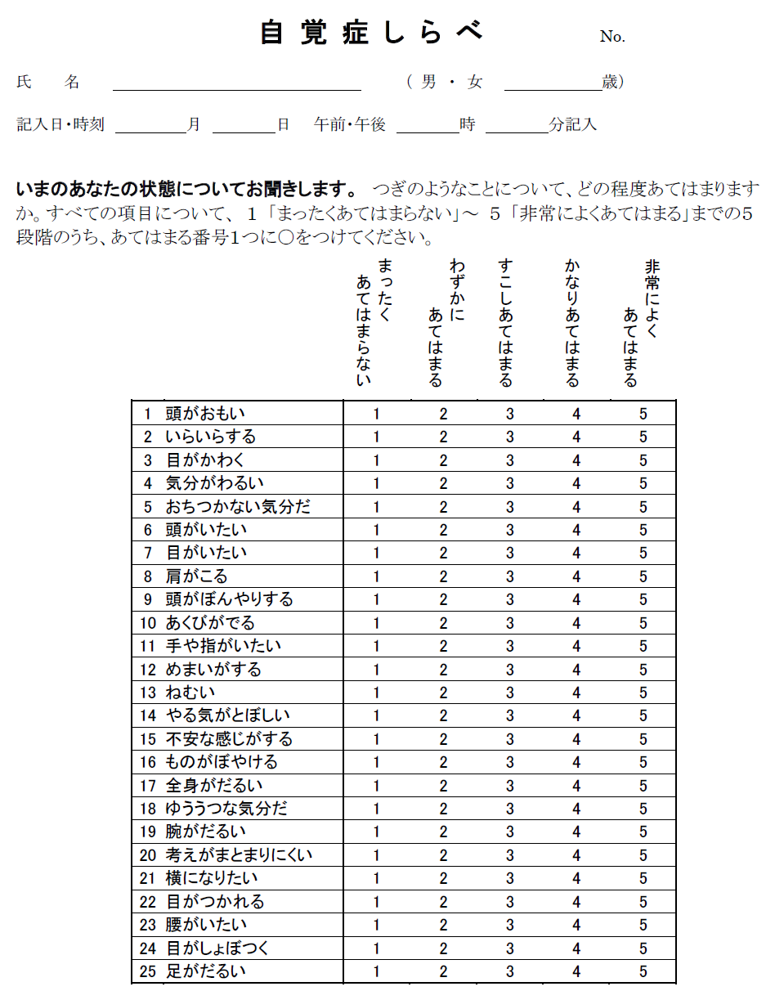 自覚症しらべ No.
氏 名 （ 男 ・ 女 歳）
記入日・時刻 月 日 午前・午後 時 分記入
いまのあなたの状態についてお聞きします。 つぎのようなことについて、どの程度あてはまります
か。すべての項目について、 １「まったくあてはまらない」～ ５「非常によくあてはまる」までの５
段階のうち、あてはまる番号１つに○をつけてください。
まったく
あてはまらない
わずかに
あてはまる
すこしあてはまる
かなりあてはまる
非常によく
あてはまる
1 頭がおもい 1 2 3 4 5
2 いらいらする 1 2 3 4 5
3 目がかわく 1 2 3 4 5
4 気分がわるい 1 2 3 4 5
5 おちつかない気分だ 1 2 3 4 5
6 頭がいたい 1 2 3 4 5
7 目がいたい 1 2 3 4 5
8 肩がこる 1 2 3 4 5
9 頭がぼんやりする 1 2 3 4 5
10 あくびがでる 1 2 3 4 5
11 手や指がいたい 1 2 3 4 5
12 めまいがする 1 2 3 4 5
13 ねむい 1 2 3 4 5
14 やる気がとぼしい 1 2 3 4 5
15 不安な感じがする 1 2 3 4 5
16 ものがぼやける 1 2 3 4 5
17 全身がだるい 1 2 3 4 5
18 ゆううつな気分だ 1 2 3 4 5
19 腕がだるい 1 2 3 4 5
20 考えがまとまりにくい 1 2 3 4 5
21 横になりたい 1 2 3 4 5
22 目がつかれる 1 2 3 4 5
23 腰がいたい 1 2 3 4 5
24 目がしょぼつく 1 2 3 4 5
25 足がだるい 1 2 3 4 5